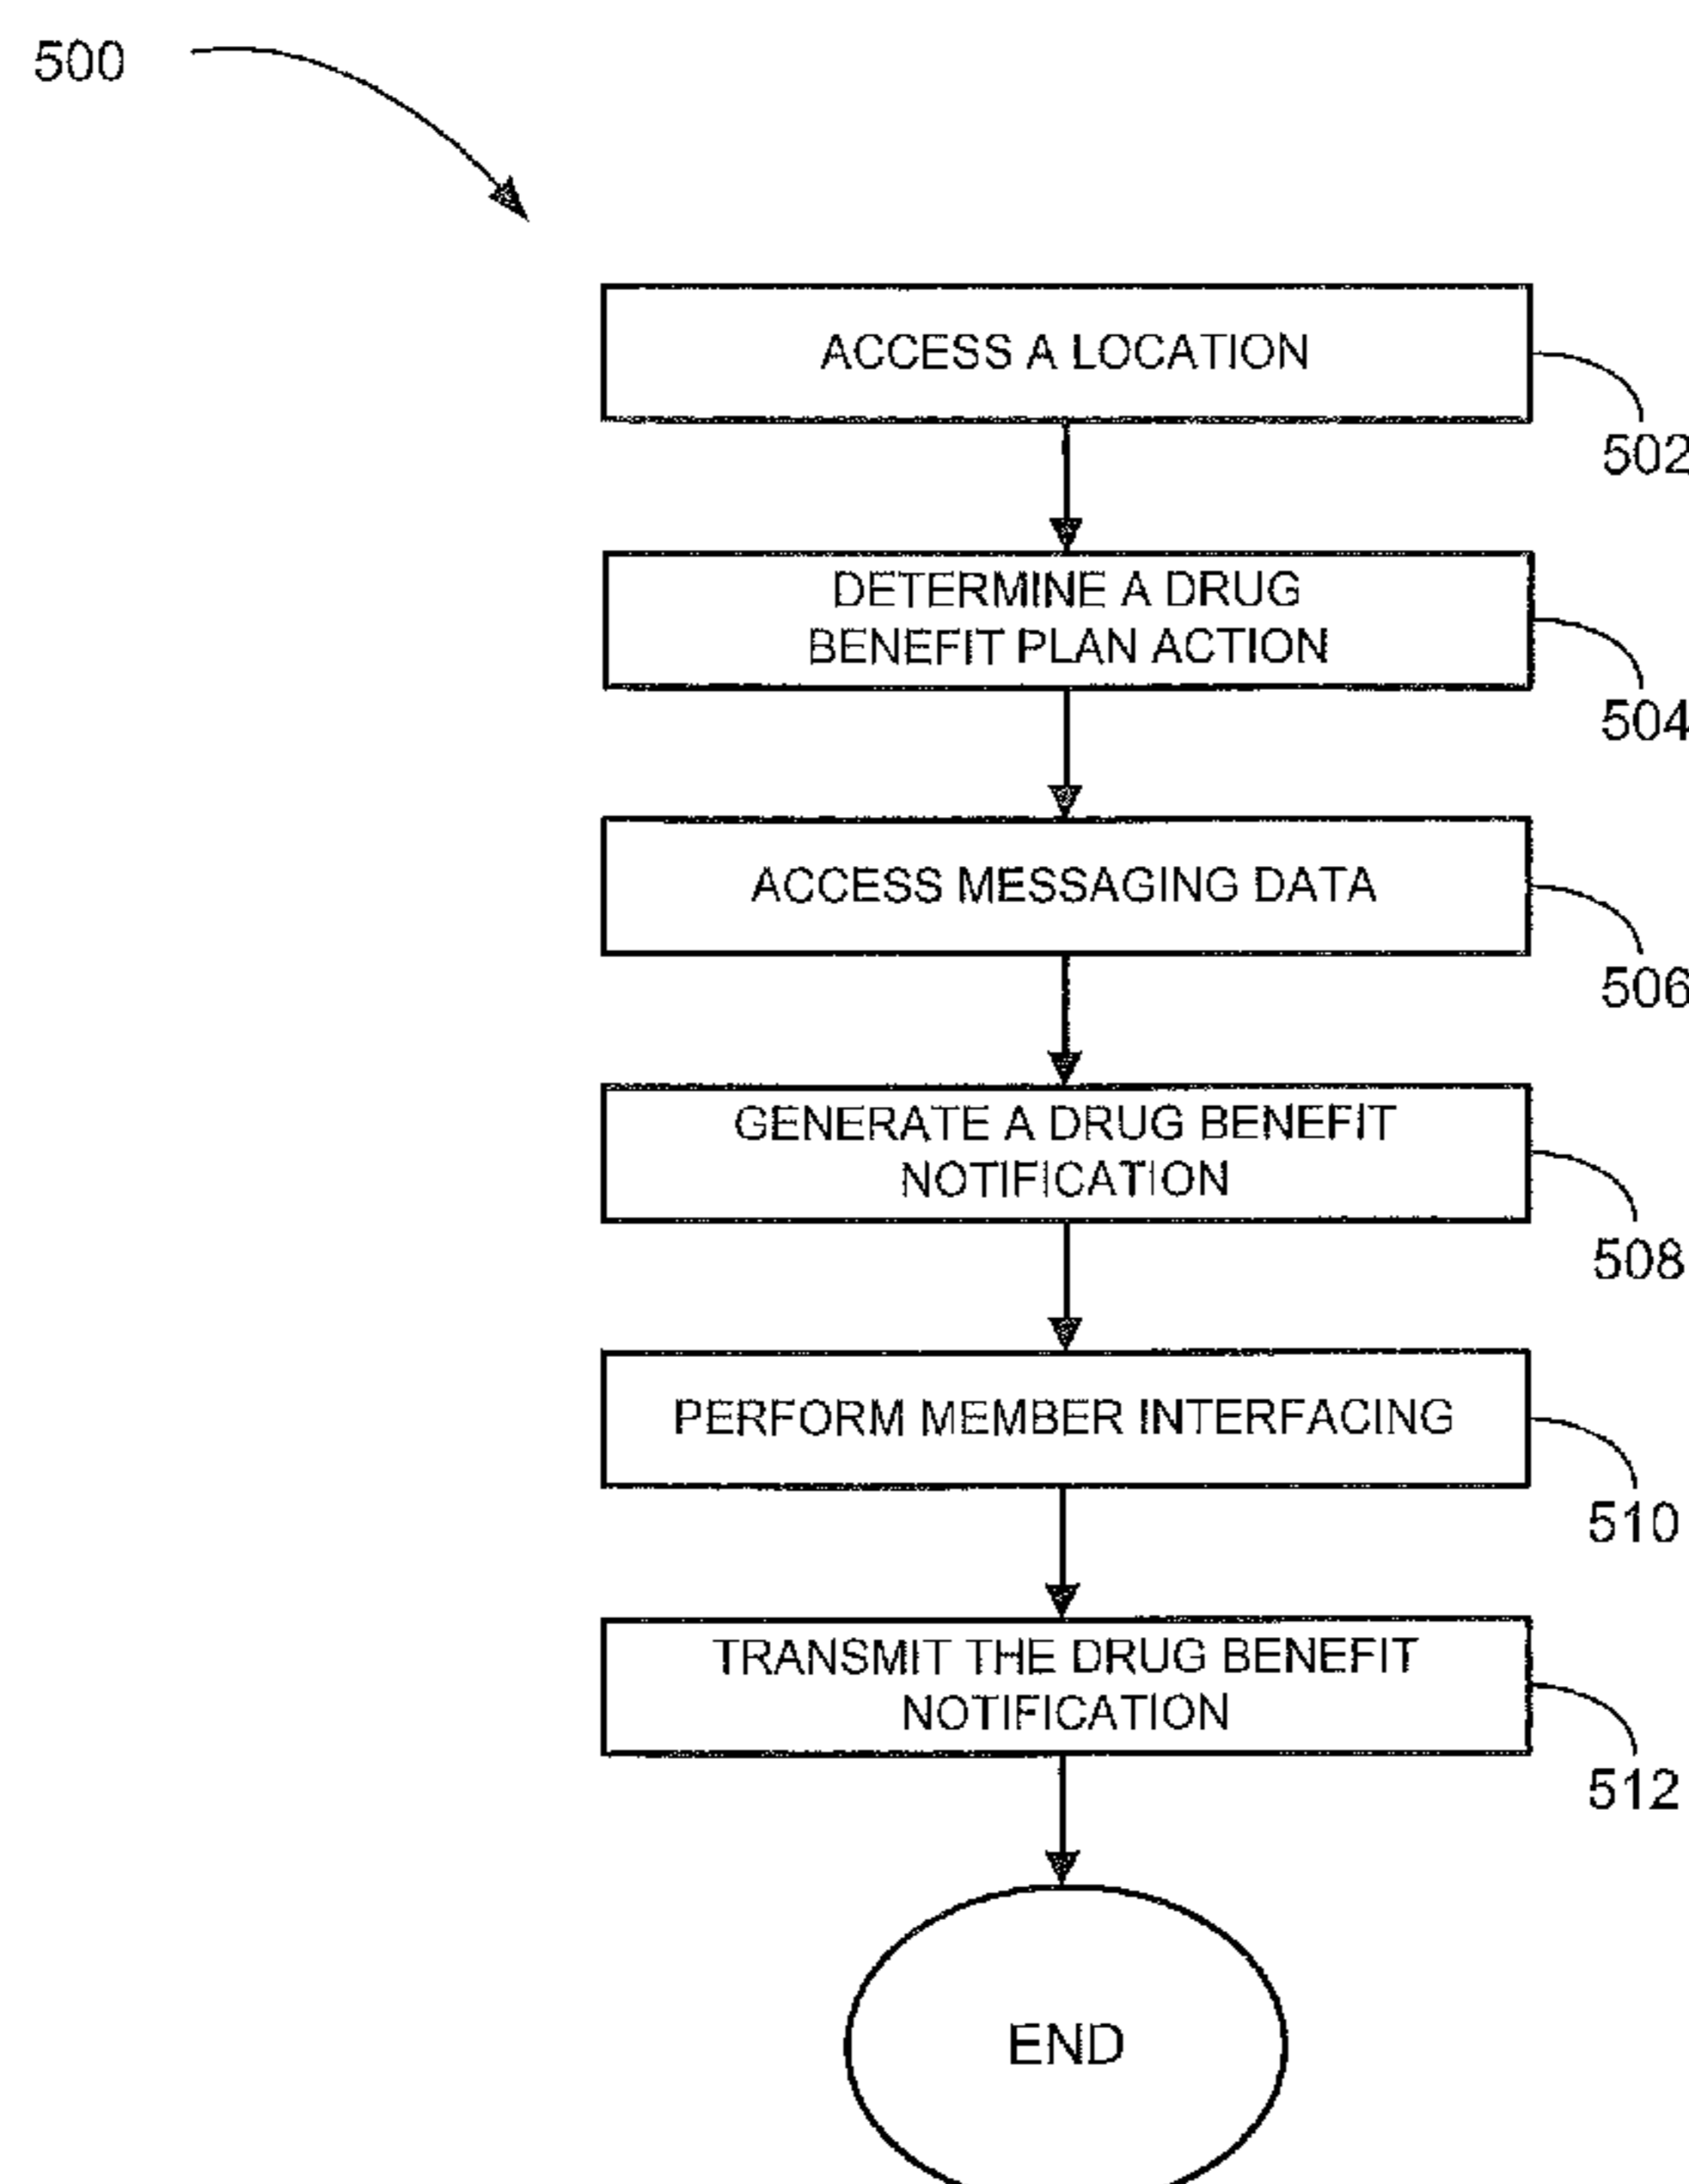 500
ACCESS A LOCATION
502
DETERMINE A DRUG
BENEFIT PLAN ACTION
504
ACCESS MESSAGING DATA
506
GENERATE A DRUG BENEFIT
NOTIFICATION
508
PERFORM MEMBER INTERFACING
510
TRANSMIT THE DRUG BENEFIT
NOTIFICATION
512
END